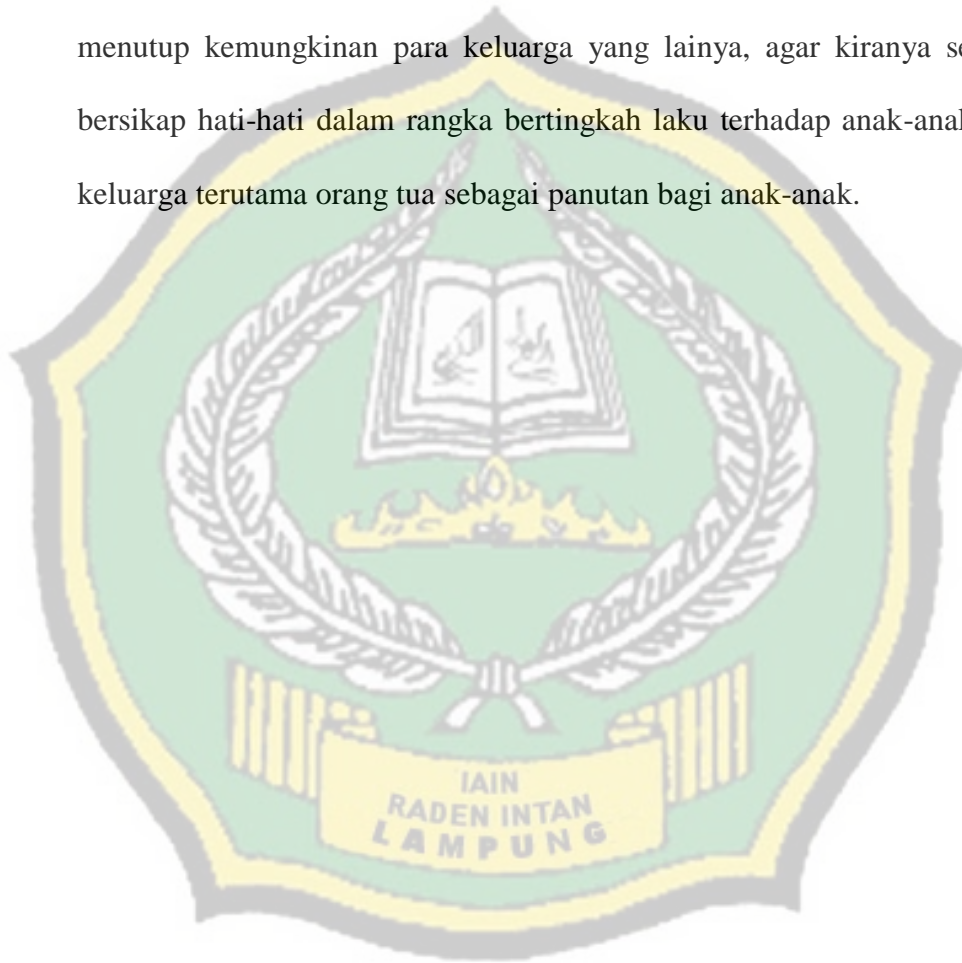 menutup kemungkinan para keluarga yang lainya, agar kiranya
bersikap hati-hati dalam rangka bertingkah laku terhadap
keluarga terutama orang tua sebagai panutan bagi anak-anak.
IAIN
RADEN INTAN
LAMPUNG